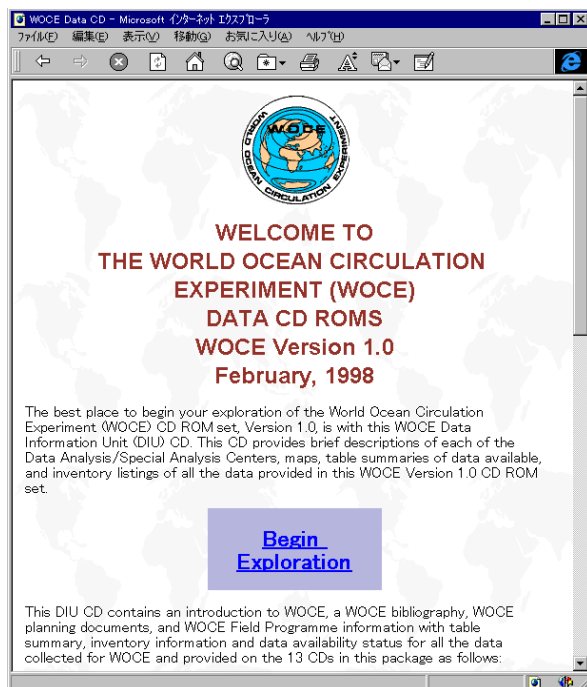 WOCE Data CD - Microsoft インターネット エクスプローラ
ファイル(F) 編集(E) 表示(V) 移動(G) お気に入り(A) ヘルプ(H)
WOCE
WORLD OCEAN CIRCULATION EXPERIMENT
WELCOME TO
THE WORLD OCEAN CIRCULATION
EXPERIMENT (WOCE)
DATA CD ROMS
WOCE Version 1.0
February, 1998
The best place to begin your exploration of the World Ocean Circulation
Experiment (WOCE) CD ROM set, Version 1.0, is with this WOCE Data
Information Unit (DIU) CD. This CD provides brief descriptions of each of the
Data Analysis/Special Analysis Centers, maps, table summaries of data available,
and inventory listings of all the data provided in this WOCE Version 1.0 CD ROM
set.
Begin
Exploration
This DIU CD contains an introduction to WOCE, a WOCE bibliography, WOCE
planning documents, and WOCE Field Programme information with table
summary, inventory information and data availability status for all the data
collected for WOCE and provided on the 13 CDs in this package as follows: